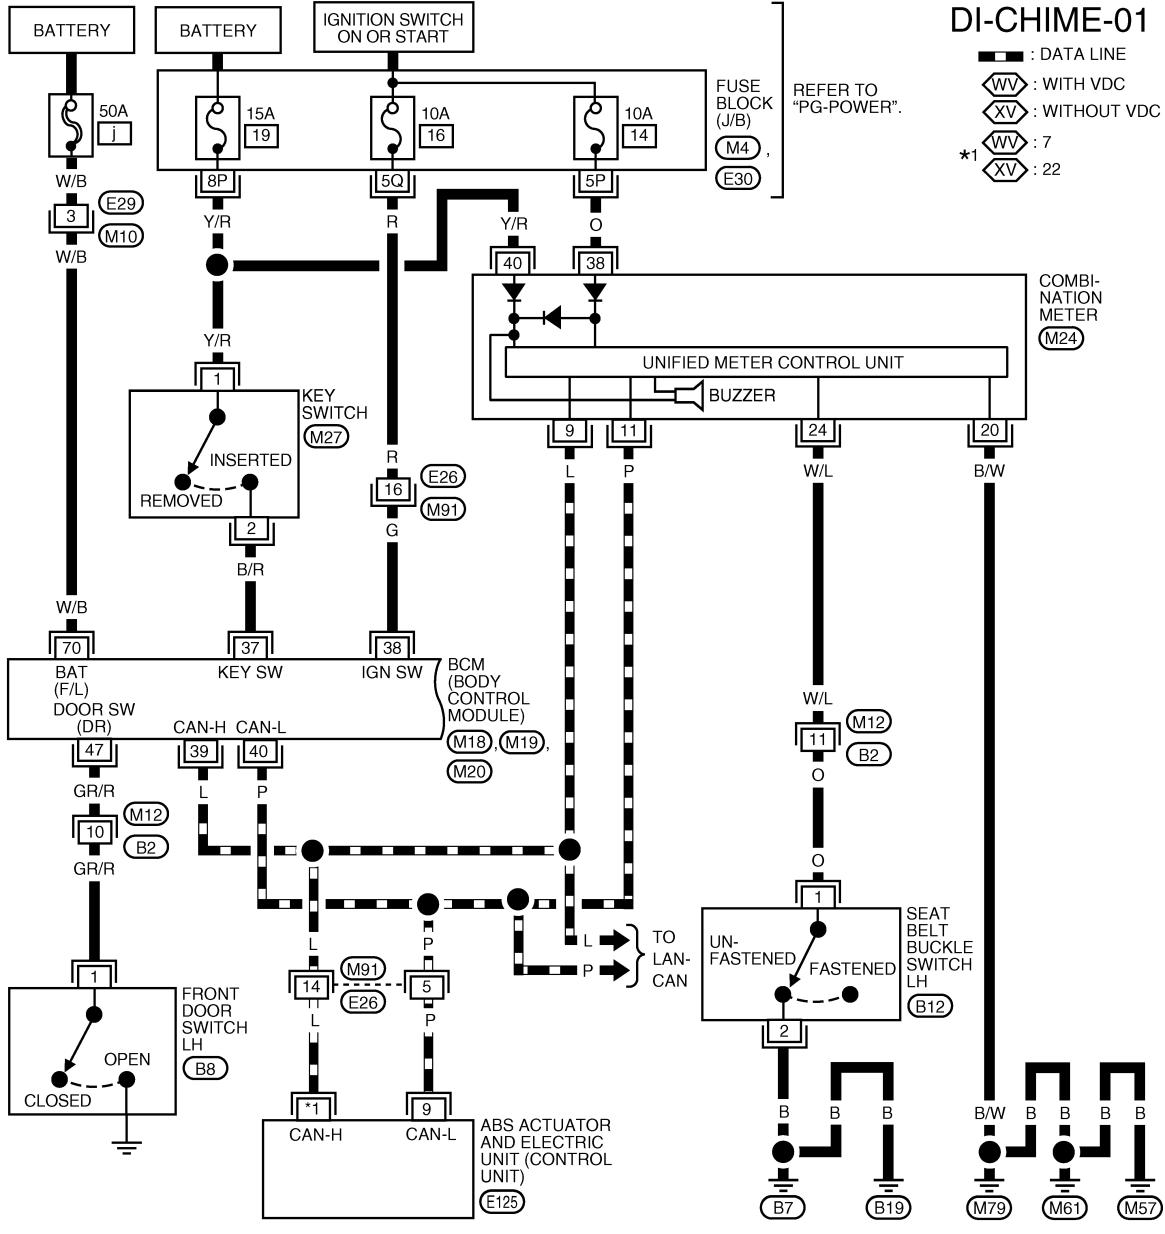 DI-CHIME-01
BATTERY
BATTERY
IGNITION SWITCH
ON OR START
: DATA LINE
WV : WITH VDC
XV : WITHOUT VDC
*1 WV : 7
XV : 22
50A
j
15A
19
10A
16
10A
14
FUSE
BLOCK
(J/B)
M4 ,
E30
REFER TO
“PG-POWER”.
8P
5Q
5P
W/B
3
E29
M10
W/B
Y/R
R
Y/R
O
40
38
COMBI-
NATION
METER
M24
UNIFIED METER CONTROL UNIT
BUZZER
9
11
24
20
Y/R
1
KEY
SWITCH
M27
INSERTED
REMOVED
2
B/R
R
16
E26
M91
G
L
P
W/L
B/W
W/B
70
37
38
BAT
(F/L)
KEY SW
IGN SW
DOOR SW
(DR)
CAN-H
CAN-L
BCM
(BODY
CONTROL
MODULE)
M18 , M19 ,
M20
47
39
40
GR/R
L
P
10
M12
B2
GR/R
W/L
11
M12
B2
O
O
1
UN-
FASTENED
FASTENED
SEAT
BELT
BUCKLE
SWITCH
LH
B12
2
L
P
TO
LAN-
CAN
L
P
14
M91
E26
5
L
P
1
FRONT
DOOR
SWITCH
LH
B8
OPEN
CLOSED
*1
9
CAN-H
CAN-L
ABS ACTUATOR
AND ELECTRIC
UNIT (CONTROL
UNIT)
E125
B
B
B
B/W
B
B
B
B
B7
B19
M79
M61
M57